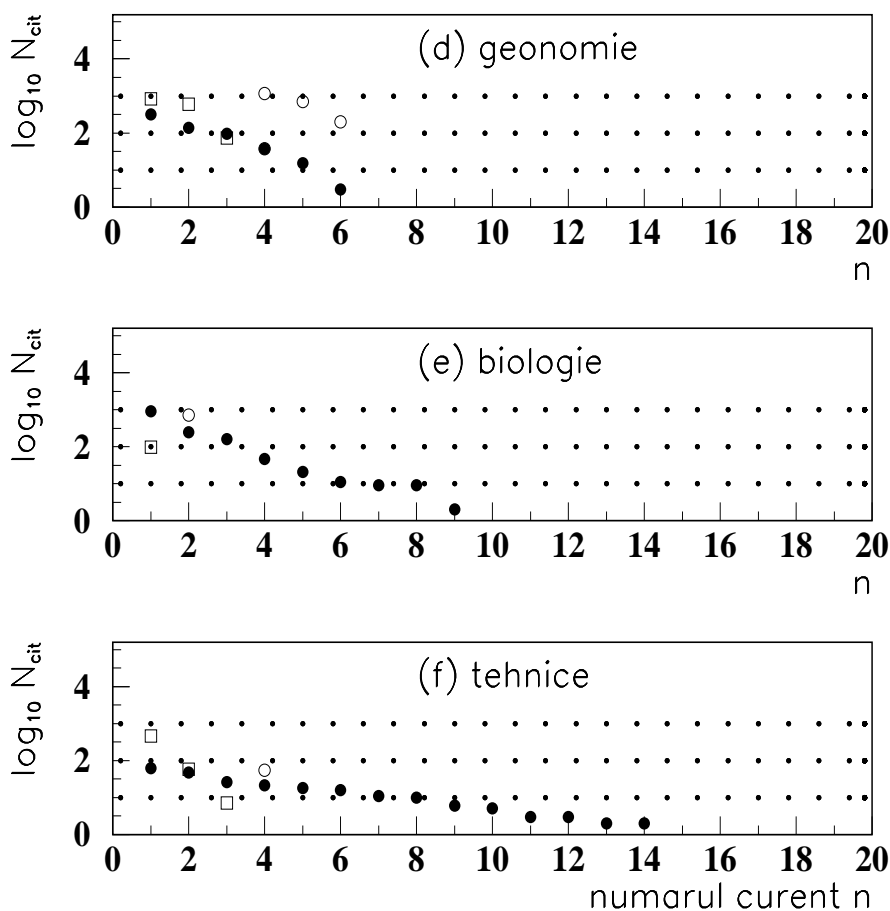 (d) geonomie
log₁₀ N_cit
4
2
0
0 2 4 6 8 10 12 14 16 18 20
n
(e) biologie
log₁₀ N_cit
4
2
0
0 2 4 6 8 10 12 14 16 18 20
n
(f) tehnice
log₁₀ N_cit
4
2
0
0 2 4 6 8 10 12 14 16 18 20
numarul curent n